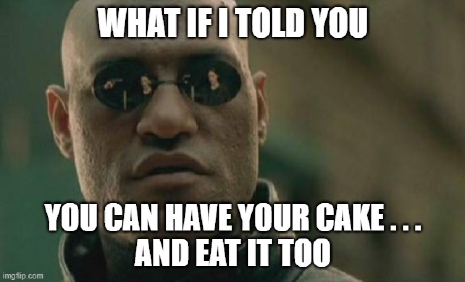 WHAT IF I TOLD YOU
YOU CAN HAVE YOUR CAKE . . .
AND EAT IT TOO
imgflip.com